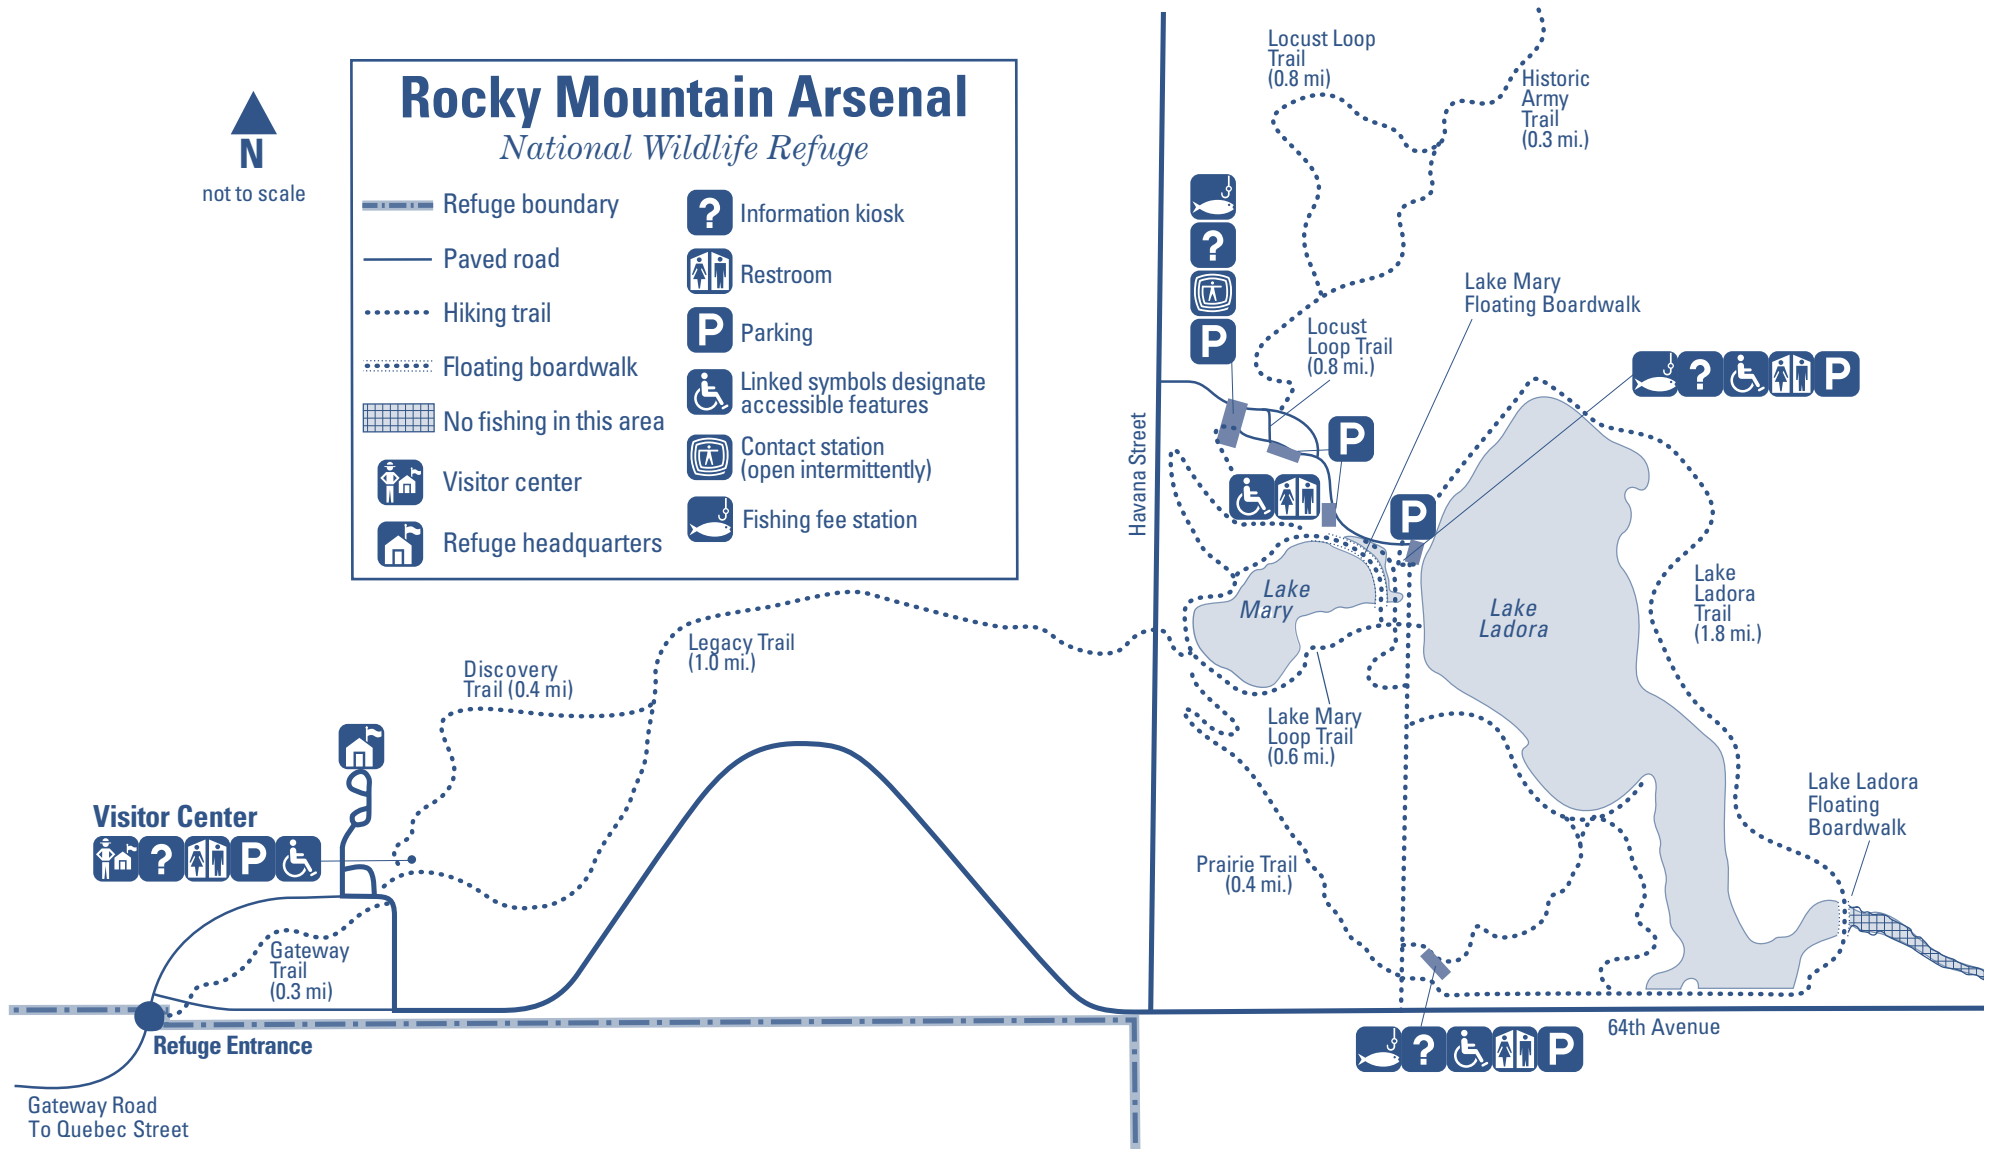 Rocky Mountain Arsenal
National Wildlife Refuge
N
not to scale
Refuge boundary
Paved road
Hiking trail
Floating boardwalk
No fishing in this area
Visitor center
Refuge headquarters
?
Information kiosk
Restroom
P
Parking
Linked symbols designate
accessible features
Contact station
(open intermittently)
Fishing fee station
Locust Loop
Trail
(0.8 mi)
Historic
Army
Trail
(0.3 mi.)
?
P
Lake Mary
Floating Boardwalk
Locust
Loop Trail
(0.8 mi.)
?
P
P
P
Havana Street
Lake
Mary
Lake
Ladora
Lake
Ladora
Trail
(1.8 mi.)
Legacy Trail
(1.0 mi.)
Discovery
Trail (0.4 mi)
Lake Mary
Loop Trail
(0.6 mi.)
Lake Ladora
Floating
Boardwalk
Visitor Center
?
P
Prairie Trail
(0.4 mi.)
Gateway
Trail
(0.3 mi)
Refuge Entrance
64th Avenue
?
P
Gateway Road
To Quebec Street